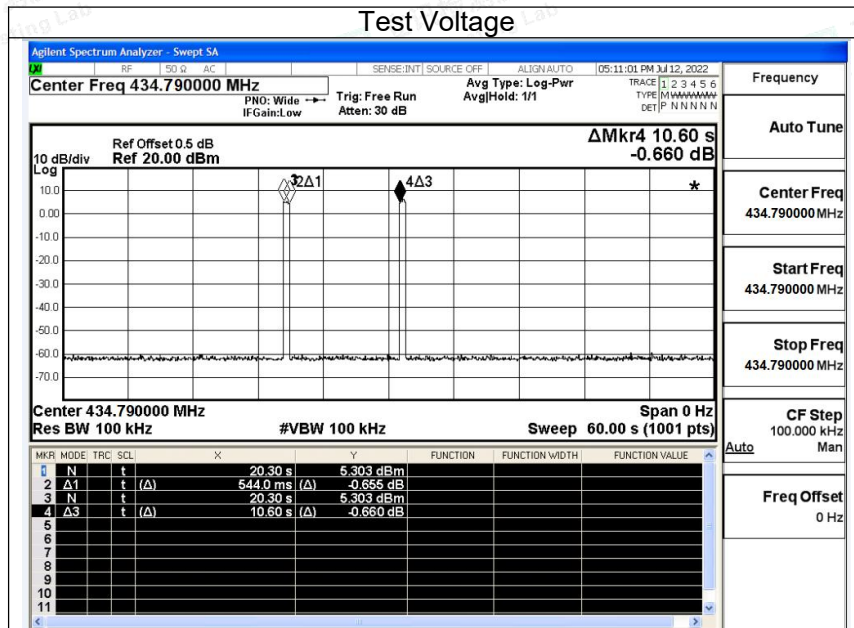 Test Voltage
Agilent Spectrum Analyzer - Swept SA
LXI RF 50 Ω AC SENSE:INT SOURCE OFF ALIGN AUTO 05:11:01 PM Jul 12, 2022
Center Freq 434.790000 MHz
PNO: Wide
IFGain:Low
Trig: Free Run
Atten: 30 dB
Avg Type: Log-Pwr
Avg|Hold: 1/1
TRACE 1 2 3 4 5 6
TYPE M
DET P N N N N N
Frequency
Auto Tune
Center Freq
434.790000 MHz
Start Freq
434.790000 MHz
Stop Freq
434.790000 MHz
CF Step
100.000 kHz
Auto Man
Freq Offset
0 Hz
Ref Offset 0.5 dB
Ref 20.00 dBm
10 dB/div
Log
ΔMkr4 10.60 s
-0.660 dB
10.0
0.00
-10.0
-20.0
-30.0
-40.0
-50.0
-60.0
-70.0
2Δ1
4Δ3
*
Center 434.790000 MHz
Span 0 Hz
Res BW 100 kHz #VBW 100 kHz Sweep 60.00 s (1001 pts)
MKR MODE TRC SCL X Y FUNCTION FUNCTION WIDTH FUNCTION VALUE
1 N t 20.30 s 5.303 dBm
2 Δ1 t (Δ) 544.0 ms (Δ) -0.655 dB
3 N t 20.30 s 5.303 dBm
4 Δ3 t (Δ) 10.60 s (Δ) -0.660 dB
5
6
7
8
9
10
11